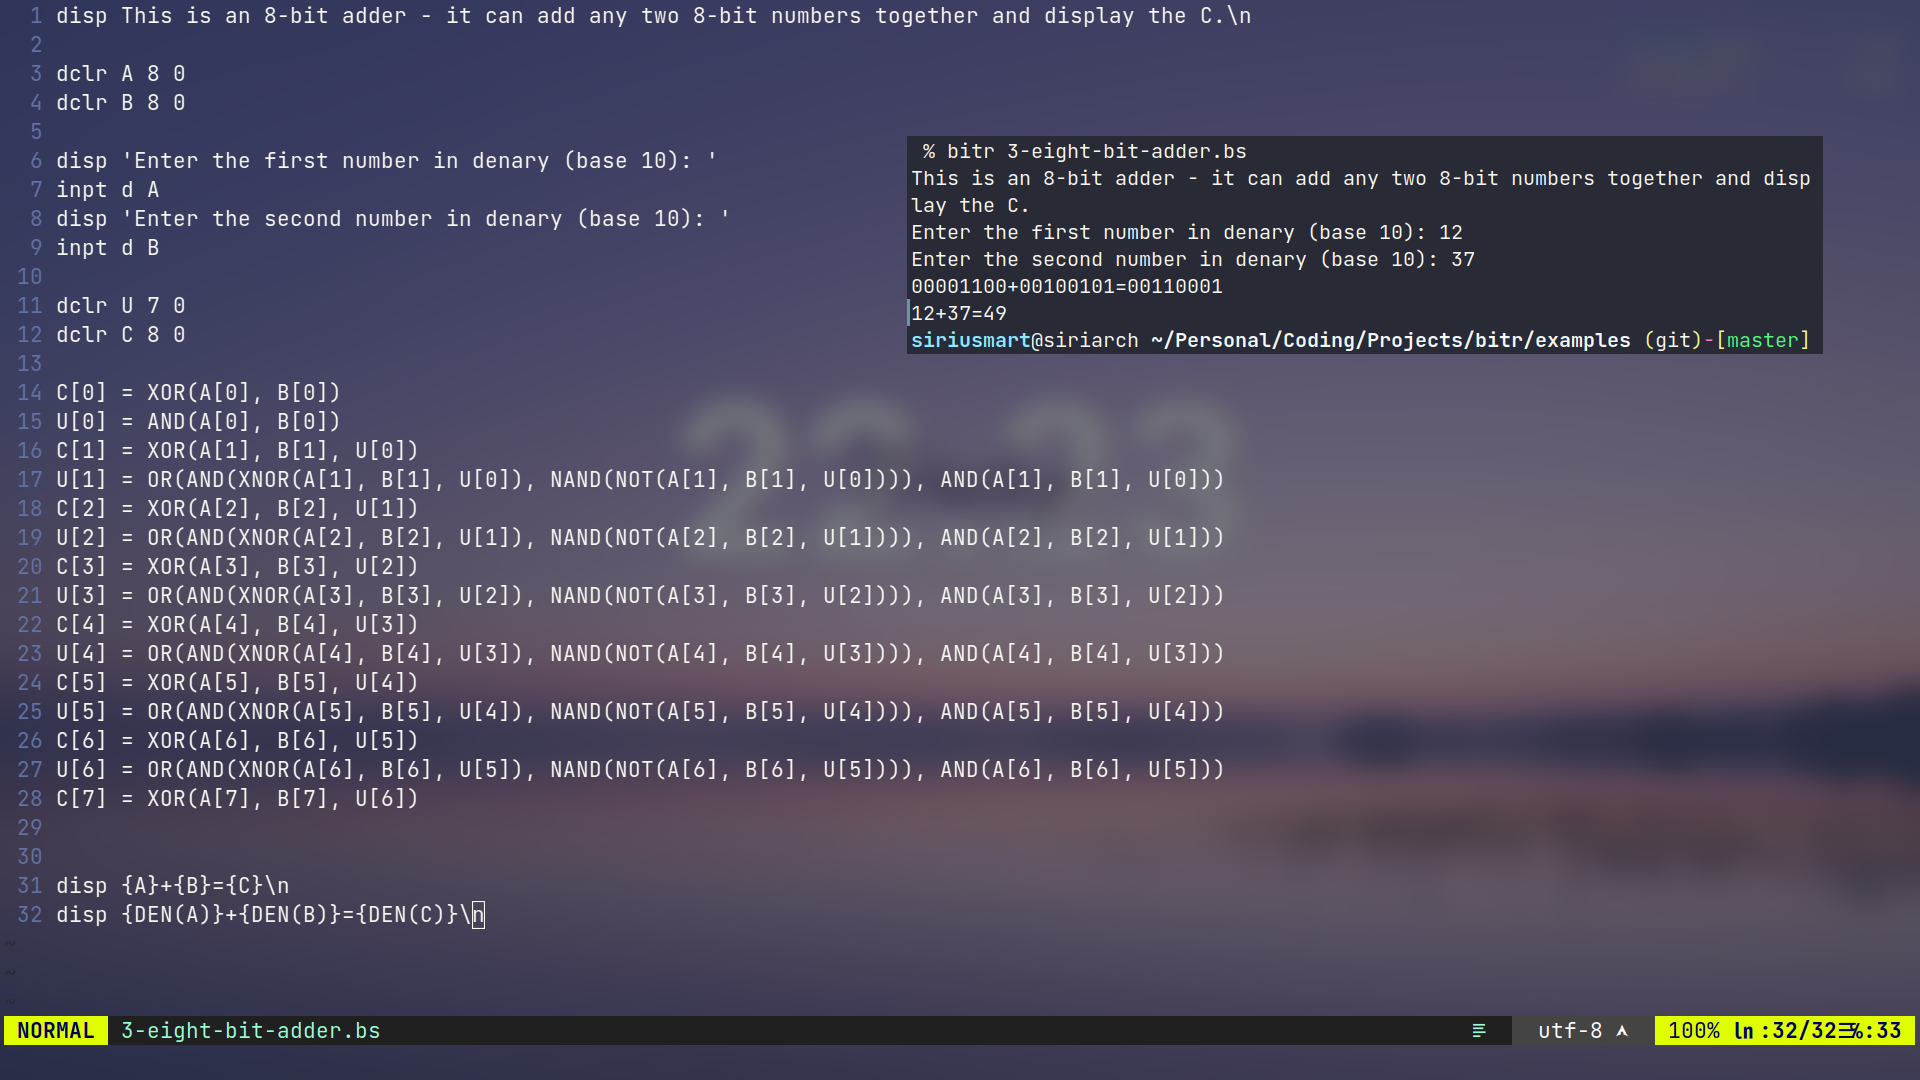 1 disp This is an 8-bit adder - it can add any two 8-bit numbers together and display the C.\n
2
3 dclr A 8 0
4 dclr B 8 0
5
6 disp 'Enter the first number in denary (base 10): '
7 inpt d A
8 disp 'Enter the second number in denary (base 10): '
9 inpt d B
10
11 dclr U 7 0
12 dclr C 8 0
13
14 C[0] = XOR(A[0], B[0])
15 U[0] = AND(A[0], B[0])
16 C[1] = XOR(A[1], B[1], U[0])
17 U[1] = OR(AND(XNOR(A[1], B[1], U[0]), NAND(NOT(A[1], B[1], U[0]))), AND(A[1], B[1], U[0]))
18 C[2] = XOR(A[2], B[2], U[1])
19 U[2] = OR(AND(XNOR(A[2], B[2], U[1]), NAND(NOT(A[2], B[2], U[1]))), AND(A[2], B[2], U[1]))
20 C[3] = XOR(A[3], B[3], U[2])
21 U[3] = OR(AND(XNOR(A[3], B[3], U[2]), NAND(NOT(A[3], B[3], U[2]))), AND(A[3], B[3], U[2]))
22 C[4] = XOR(A[4], B[4], U[3])
23 U[4] = OR(AND(XNOR(A[4], B[4], U[3]), NAND(NOT(A[4], B[4], U[3]))), AND(A[4], B[4], U[3]))
24 C[5] = XOR(A[5], B[5], U[4])
25 U[5] = OR(AND(XNOR(A[5], B[5], U[4]), NAND(NOT(A[5], B[5], U[4]))), AND(A[5], B[5], U[4]))
26 C[6] = XOR(A[6], B[6], U[5])
27 U[6] = OR(AND(XNOR(A[6], B[6], U[5]), NAND(NOT(A[6], B[6], U[5]))), AND(A[6], B[6], U[5]))
28 C[7] = XOR(A[7], B[7], U[6])
29
30
31 disp {A}+{B}={C}\n
32 disp {DEN(A)}+{DEN(B)}={DEN(C)}\n
~
~
~
NORMAL 3-eight-bit-adder.bs utf-8 100% ln :32/32☰℅:33
% bitr 3-eight-bit-adder.bs
This is an 8-bit adder - it can add any two 8-bit numbers together and disp
lay the C.
Enter the first number in denary (base 10): 12
Enter the second number in denary (base 10): 37
00001100+00100101=00110001
12+37=49
siriusmart@siriarch ~/Personal/Coding/Projects/bitr/examples (git)-[master]
22 23